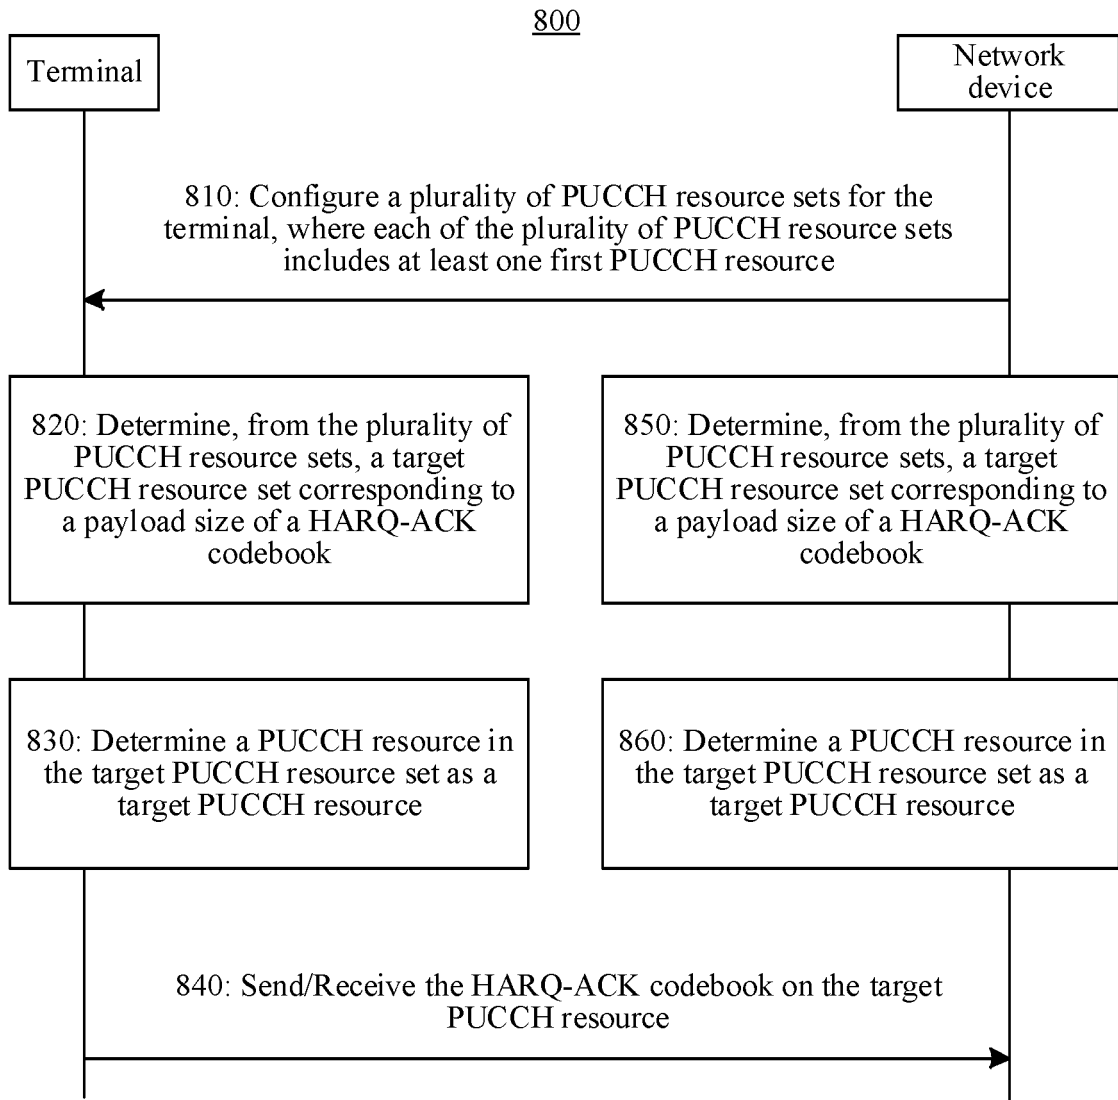 800
Terminal
Network
device
810: Configure a plurality of PUCCH resource sets for the
terminal, where each of the plurality of PUCCH resource sets
includes at least one first PUCCH resource
820: Determine, from the plurality of
PUCCH resource sets, a target
PUCCH resource set corresponding to
a payload size of a HARQ-ACK
codebook
850: Determine, from the plurality of
PUCCH resource sets, a target
PUCCH resource set corresponding to
a payload size of a HARQ-ACK
codebook
830: Determine a PUCCH resource in
the target PUCCH resource set as a
target PUCCH resource
860: Determine a PUCCH resource in
the target PUCCH resource set as a
target PUCCH resource
840: Send/Receive the HARQ-ACK codebook on the target
PUCCH resource